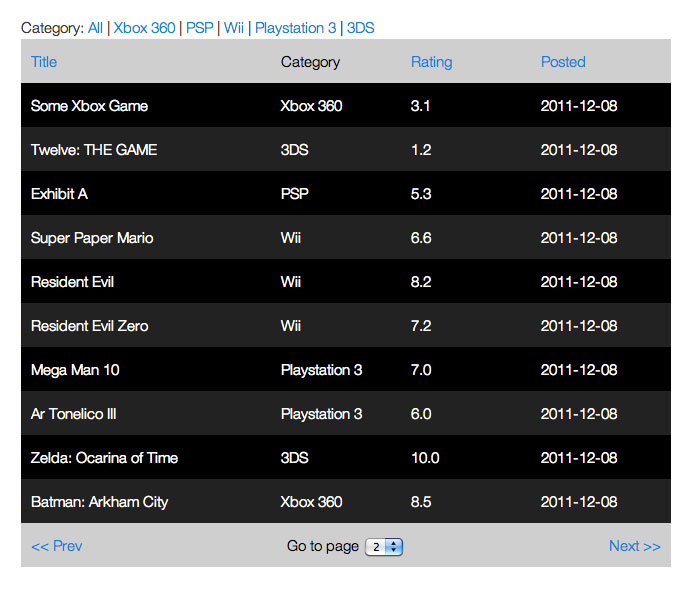 Category: All | Xbox 360 | PSP | Wii | Playstation 3 | 3DS
Title Category Rating Posted
Some Xbox Game Xbox 360 3.1 2011-12-08
Twelve: THE GAME 3DS 1.2 2011-12-08
Exhibit A PSP 5.3 2011-12-08
Super Paper Mario Wii 6.6 2011-12-08
Resident Evil Wii 8.2 2011-12-08
Resident Evil Zero Wii 7.2 2011-12-08
Mega Man 10 Playstation 3 7.0 2011-12-08
Ar Tonelico III Playstation 3 6.0 2011-12-08
Zelda: Ocarina of Time 3DS 10.0 2011-12-08
Batman: Arkham City Xbox 360 8.5 2011-12-08
<< Prev Go to page 2 Next >>